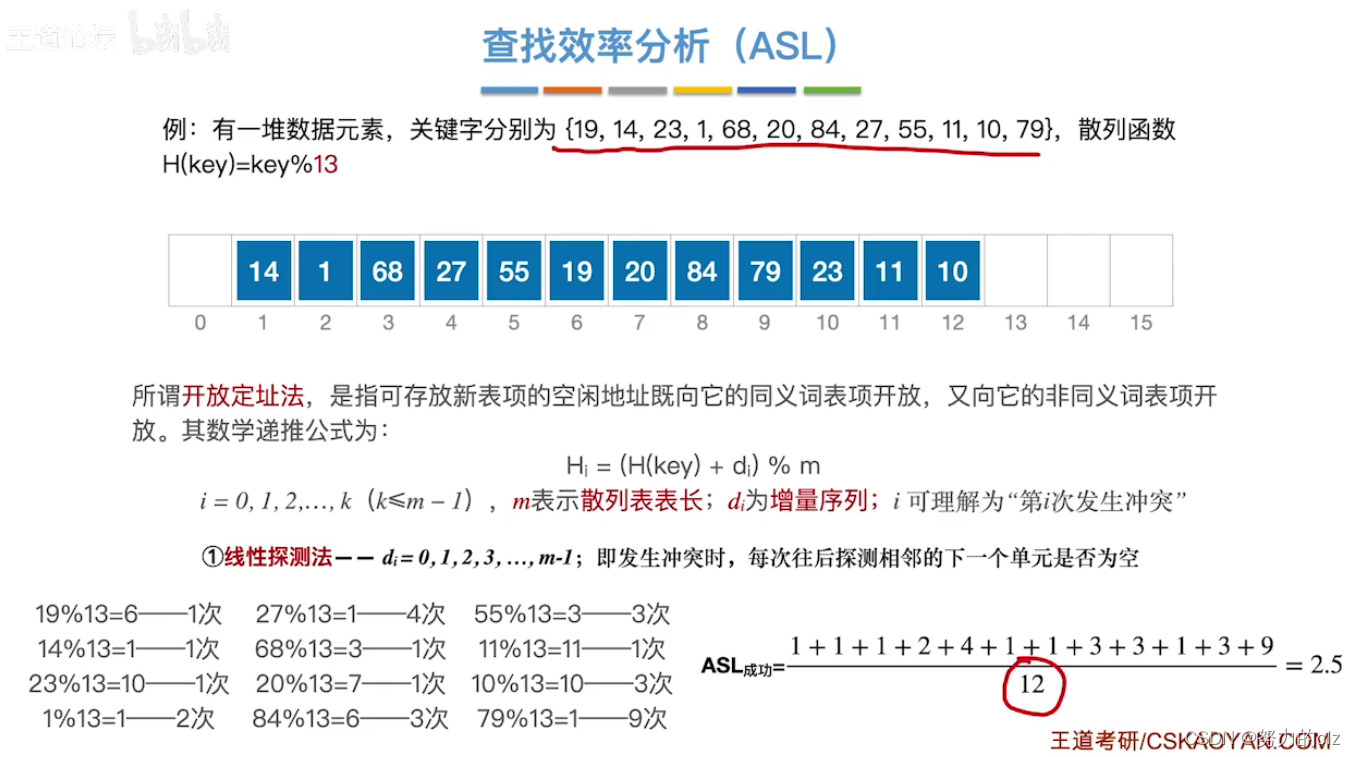 王道论坛 bilibili
查找效率分析（ASL）
例：有一堆数据元素，关键字分别为 {19, 14, 23, 1, 68, 20, 84, 27, 55, 11, 10, 79}，散列函数
H(key)=key%13
14 1 68 27 55 19 20 84 79 23 11 10
0 1 2 3 4 5 6 7 8 9 10 11 12 13 14 15
所谓开放定址法，是指可存放新表项的空闲地址既向它的同义词表项开放，又向它的非同义词表项开
放。其数学递推公式为：
Hᵢ = (H(key) + dᵢ) % m
i = 0, 1, 2,…, k（k≤m − 1），m表示散列表表长；dᵢ为增量序列；i 可理解为“第i次发生冲突”
①线性探测法—— dᵢ = 0, 1, 2, 3, …, m-1；即发生冲突时，每次往后探测相邻的下一个单元是否为空
19%13=6——1次 27%13=1——4次 55%13=3——3次
14%13=1——1次 68%13=3——1次 11%13=11——1次
23%13=10——1次 20%13=7——1次 10%13=10——3次
1%13=1——2次 84%13=6——3次 79%13=1——9次
1 + 1 + 1 + 2 + 4 + 1 + 1 + 3 + 3 + 1 + 3 + 9
ASL成功= = 2.5
12
王道考研/CSKAOYAN.COM